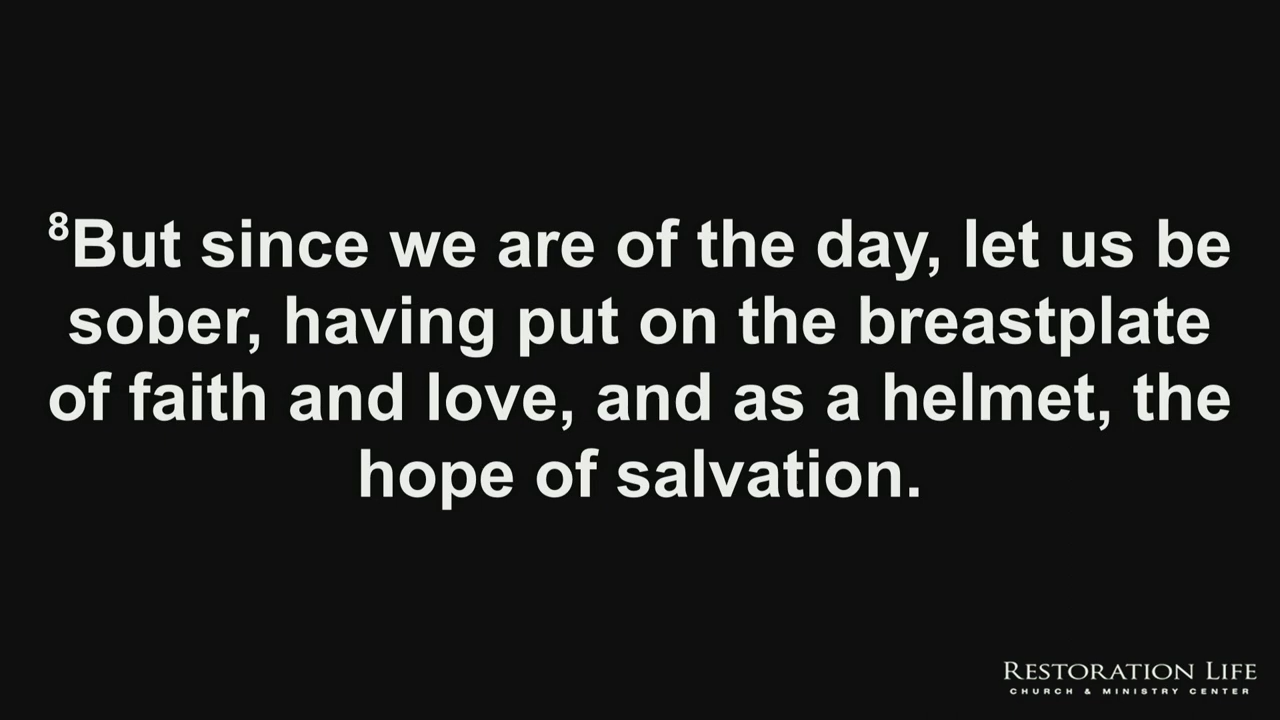 ⁸But since we are of the day, let us be
sober, having put on the breastplate
of faith and love, and as a helmet, the
hope of salvation.
RESTORATION LIFE
CHURCH & MINISTRY CENTER